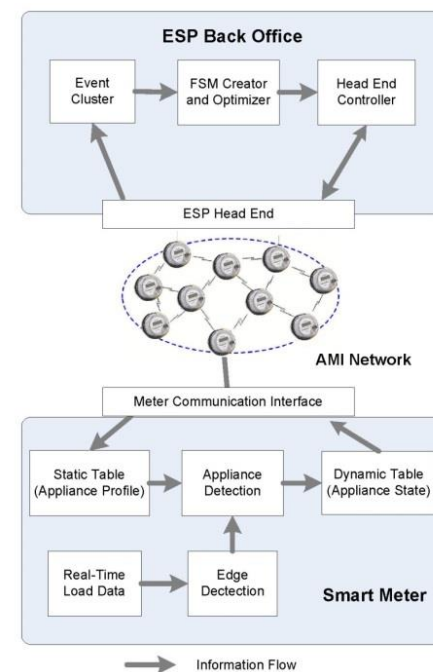 ESP Back Office
Event
Cluster
FSM Creator
and Optimizer
Head End
Controller
ESP Head End
AMI Network
Meter Communication Interface
Static Table
(Appliance Profile)
Appliance
Detection
Dynamic Table
(Appliance State)
Real-Time
Load Data
Edge
Dectection
Smart Meter
Information Flow